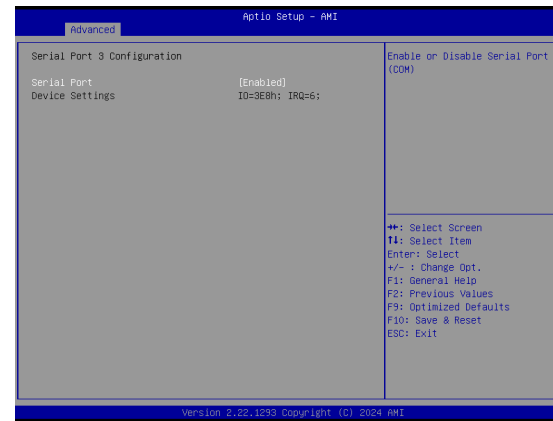 Aptio Setup – AMI
Advanced
Serial Port 3 Configuration
Serial Port [Enabled]
Device Settings IO=3E8h; IRQ=6;
Enable or Disable Serial Port
(COM)
→←: Select Screen
↑↓: Select Item
Enter: Select
+/- : Change Opt.
F1: General Help
F2: Previous Values
F9: Optimized Defaults
F10: Save & Reset
ESC: Exit
Version 2.22.1293 Copyright (C) 2024 AMI